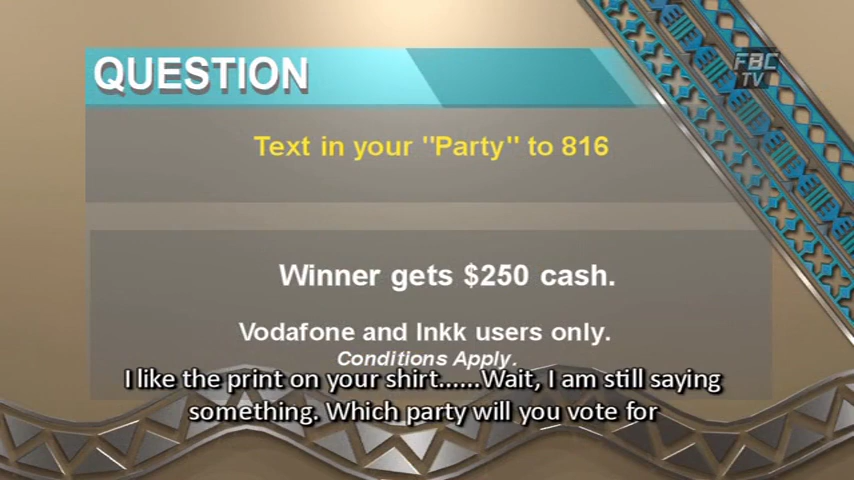 FBC
TV
QUESTION
Text in your "Party" to 816
Winner gets $250 cash.
Vodafone and Inkk users only.
Conditions Apply.
I like the print on your shirt......Wait, I am still saying
something. Which party will you vote for